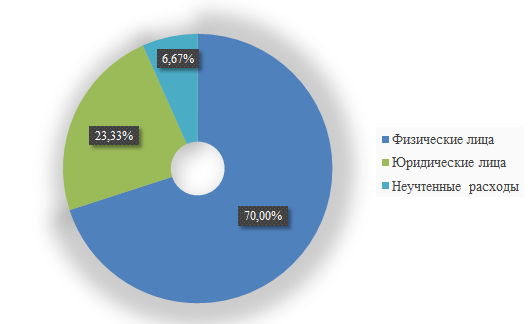 6,67%
23,33%
70,00%
Физические лица
Юридические лица
Неучтенные расходы